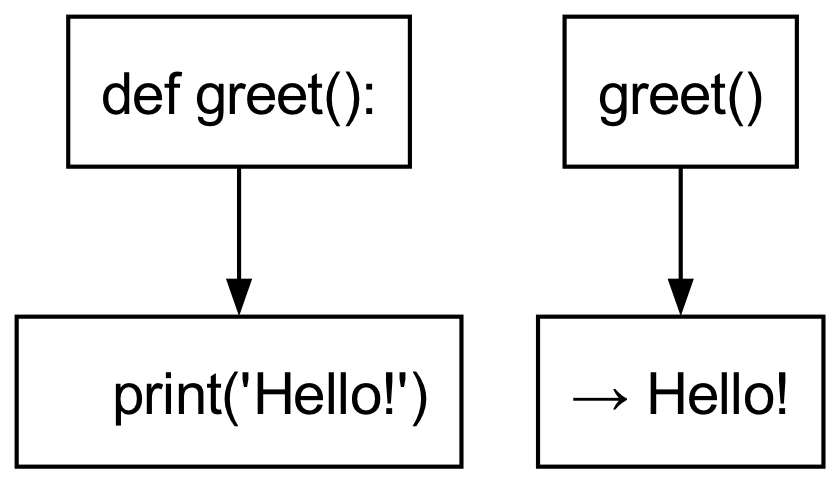 def greet():
print('Hello!')
greet()
→ Hello!